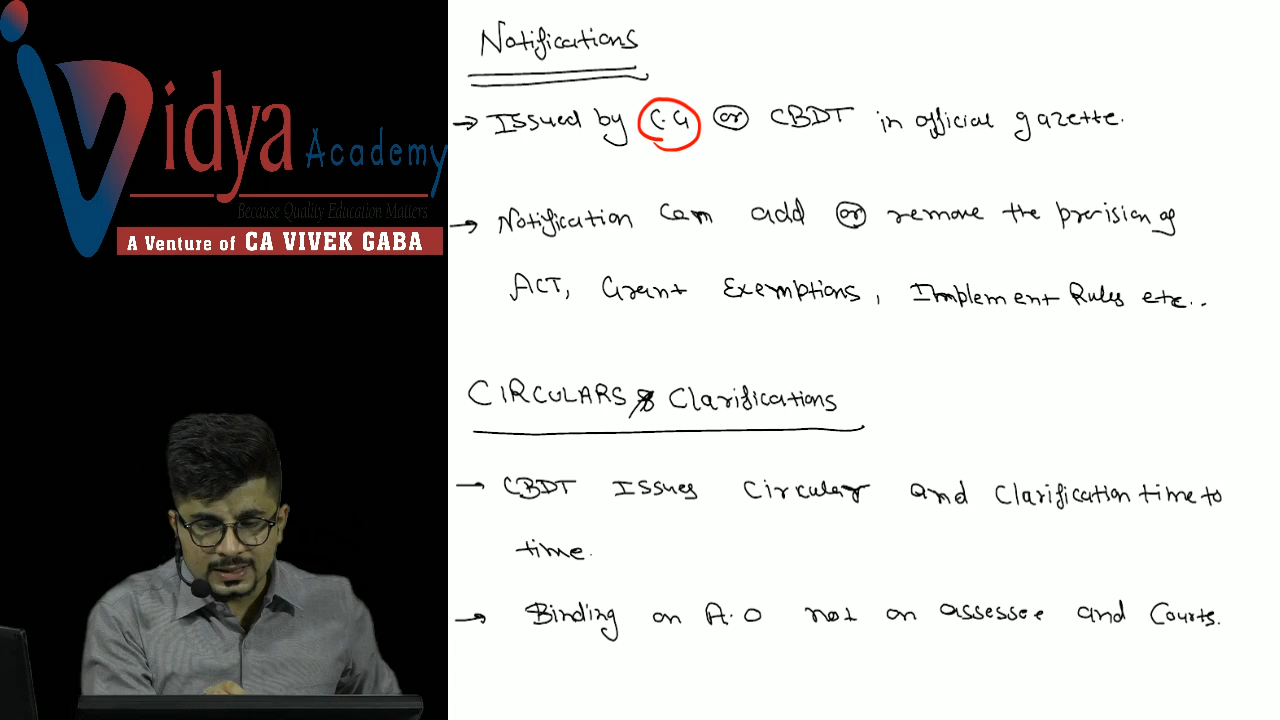 Vidya Academy
Because Quality Education Matters
A Venture of CA VIVEK GABA
Notifications
→ Issued by C.G or CBDT in official gazette.
→ Notification can add or remove the provision of
ACT, Grant Exemptions, Implement Rules etc..
CIRCULARS & Clarifications
→ CBDT Issues Circular and Clarification time to
time.
→ Binding on A.O not on assessee and Courts.